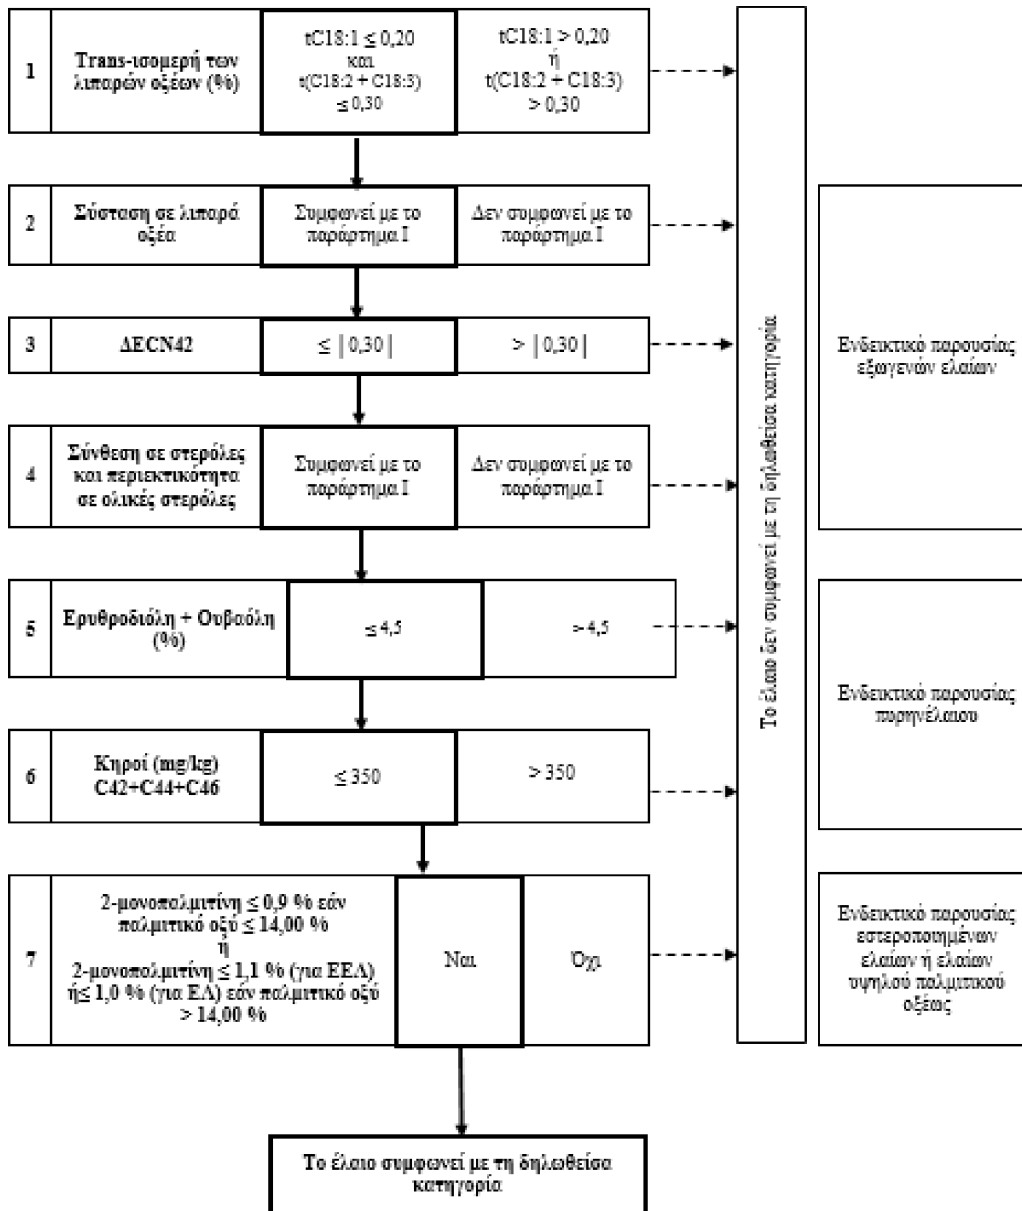 1
Trans-ισομερή των
λιπαρών οξέων (%)
tC18:1 ≤ 0,20
και
t(C18:2 + C18:3)
≤ 0,30
tC18:1 > 0,20
ή
t(C18:2 + C18:3)
> 0,30
2
Σύσταση σε λιπαρά
οξέα
Συμφωνεί με το
παράρτημα I
Δεν συμφωνεί με το
παράρτημα I
3
ΔECN42
≤ | 0,30 |
> | 0,30 |
4
Σύνθεση σε στερόλες
και περιεκτικότητα
σε ολικές στερόλες
Συμφωνεί με το
παράρτημα I
Δεν συμφωνεί με το
παράρτημα I
5
Ερυθροδιόλη + Ουβαόλη
(%)
≤ 4,5
> 4,5
6
Κηροί (mg/kg)
C42+C44+C46
≤ 350
> 350
7
2-μονοπαλμιτίνη ≤ 0,9 % εάν
παλμιτικό οξύ ≤ 14,00 %
ή
2-μονοπαλμιτίνη ≤ 1,1 % (για ΕΕΛ)
ή≤ 1,0 % (για ΕΛ) εάν παλμιτικό οξύ
> 14,00 %
Ναι
Όχι
Το έλαιο δεν συμφωνεί με τη δηλωθείσα κατηγορία
Ενδεικτικό παρουσίας
εξωγενών ελαίων
Ενδεικτικό παρουσίας
πυρηνέλαιου
Ενδεικτικό παρουσίας
εστεροποιημένων
ελαίων ή ελαίων
υψηλού παλμιτικού
οξέως
Το έλαιο συμφωνεί με τη δηλωθείσα
κατηγορία